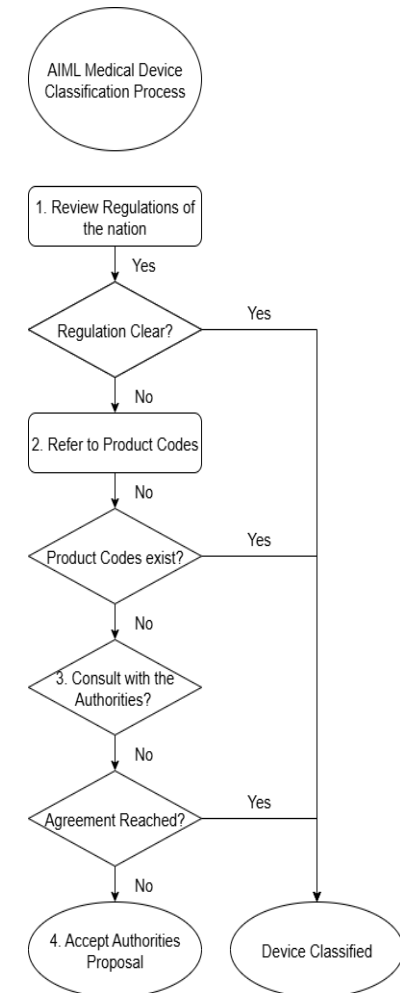 AIML Medical Device
Classification Process
1. Review Regulations of
the nation
Yes
Regulation Clear?
Yes
No
2. Refer to Product Codes
No
Product Codes exist?
Yes
No
3. Consult with the
Authorities?
No
Agreement Reached?
Yes
No
4. Accept Authorities
Proposal
Device Classified